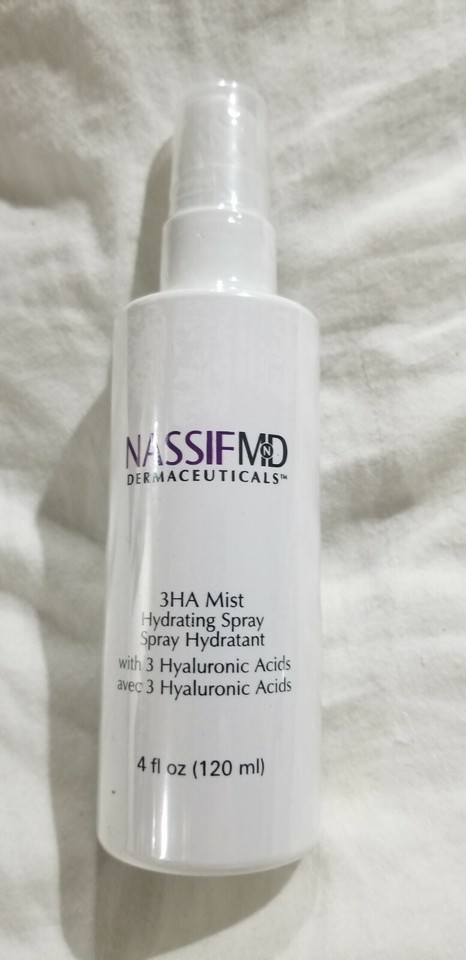 NASSIFMD
DERMACEUTICALS™
3HA Mist
Hydrating Spray
Spray Hydratant
with 3 Hyaluronic Acids
avec 3 Hyaluronic Acids
4 fl oz (120 ml)